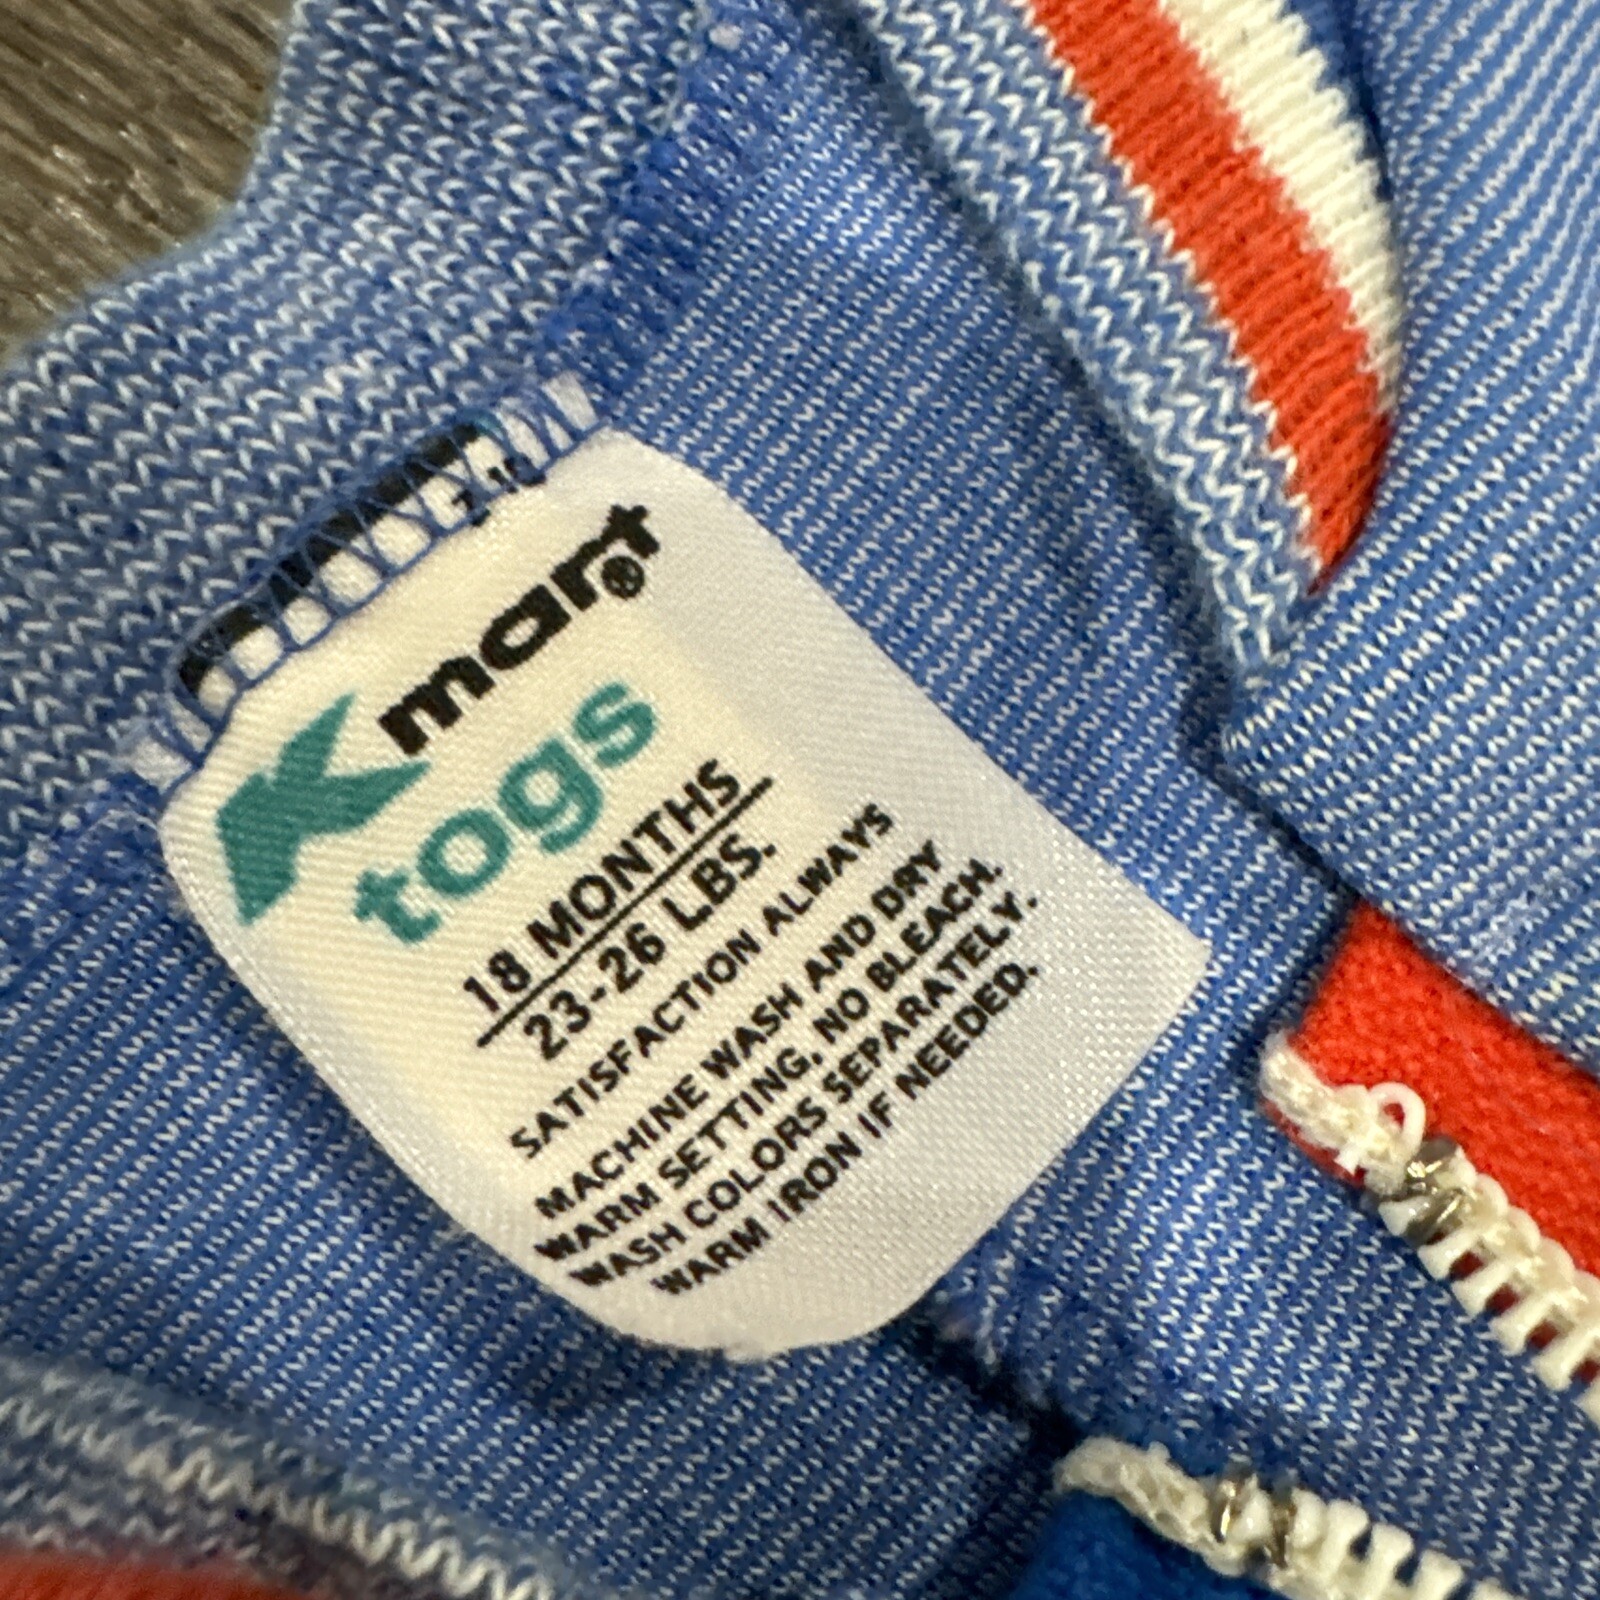 Kmart®
togs
18 MONTHS
23-26 LBS.
SATISFACTION ALWAYS
MACHINE WASH AND DRY
WARM SETTING, NO BLEACH.
WASH COLORS SEPARATELY.
WARM IRON IF NEEDED.